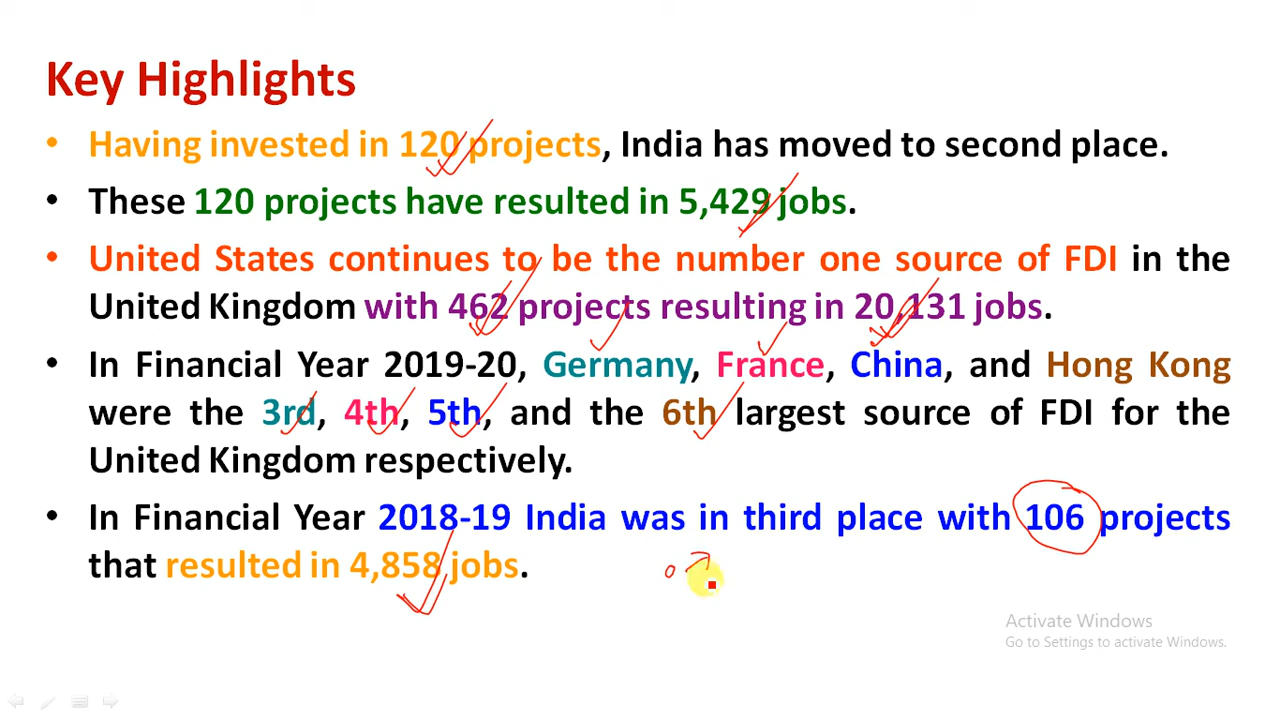 Key Highlights
• Having invested in 120 projects, India has moved to second place.
• These 120 projects have resulted in 5,429 jobs.
• United States continues to be the number one source of FDI in the
United Kingdom with 462 projects resulting in 20,131 jobs.
• In Financial Year 2019-20, Germany, France, China, and Hong Kong
were the 3rd, 4th, 5th, and the 6th largest source of FDI for the
United Kingdom respectively.
• In Financial Year 2018-19 India was in third place with 106 projects
that resulted in 4,858 jobs.
Activate Windows
Go to Settings to activate Windows.